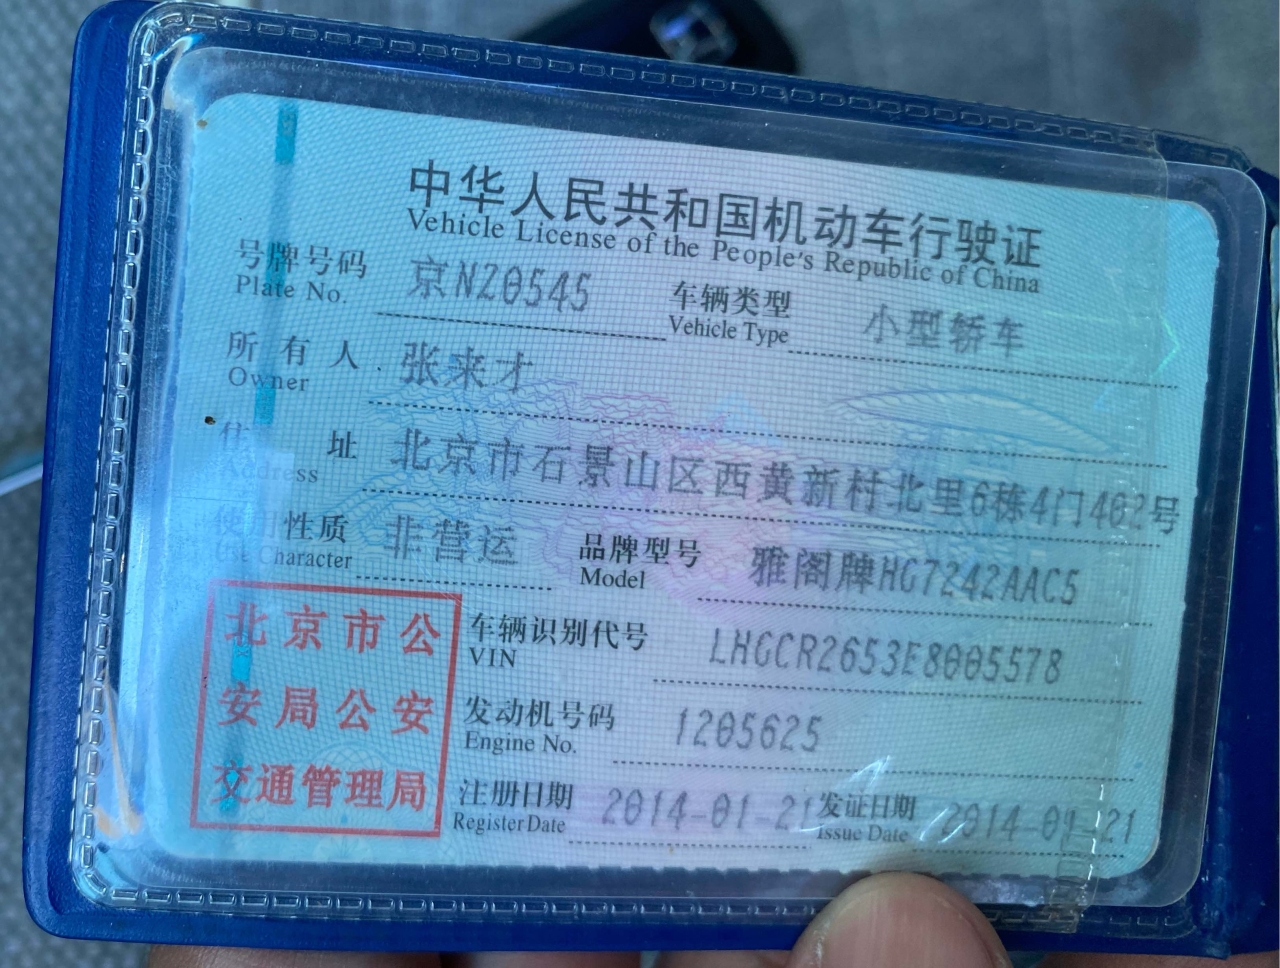 中华人民共和国机动车行驶证
Vehicle License of the People's Republic of China
号牌号码 京NZ0545 车辆类型 小型轿车
Plate No. Vehicle Type
所有人 张来才
Owner
住址 北京市石景山区西黄新村北里6栋4门402号
Address
使用性质 非营运 品牌型号 雅阁牌HG7242AAC5
Use Character Model
北京市公
安局公安
交通管理局
车辆识别代号 LHGCR2653E8005578
VIN
发动机号码 1205625
Engine No.
注册日期 2014-01-21 发证日期 2014-01-21
Register Date Issue Date